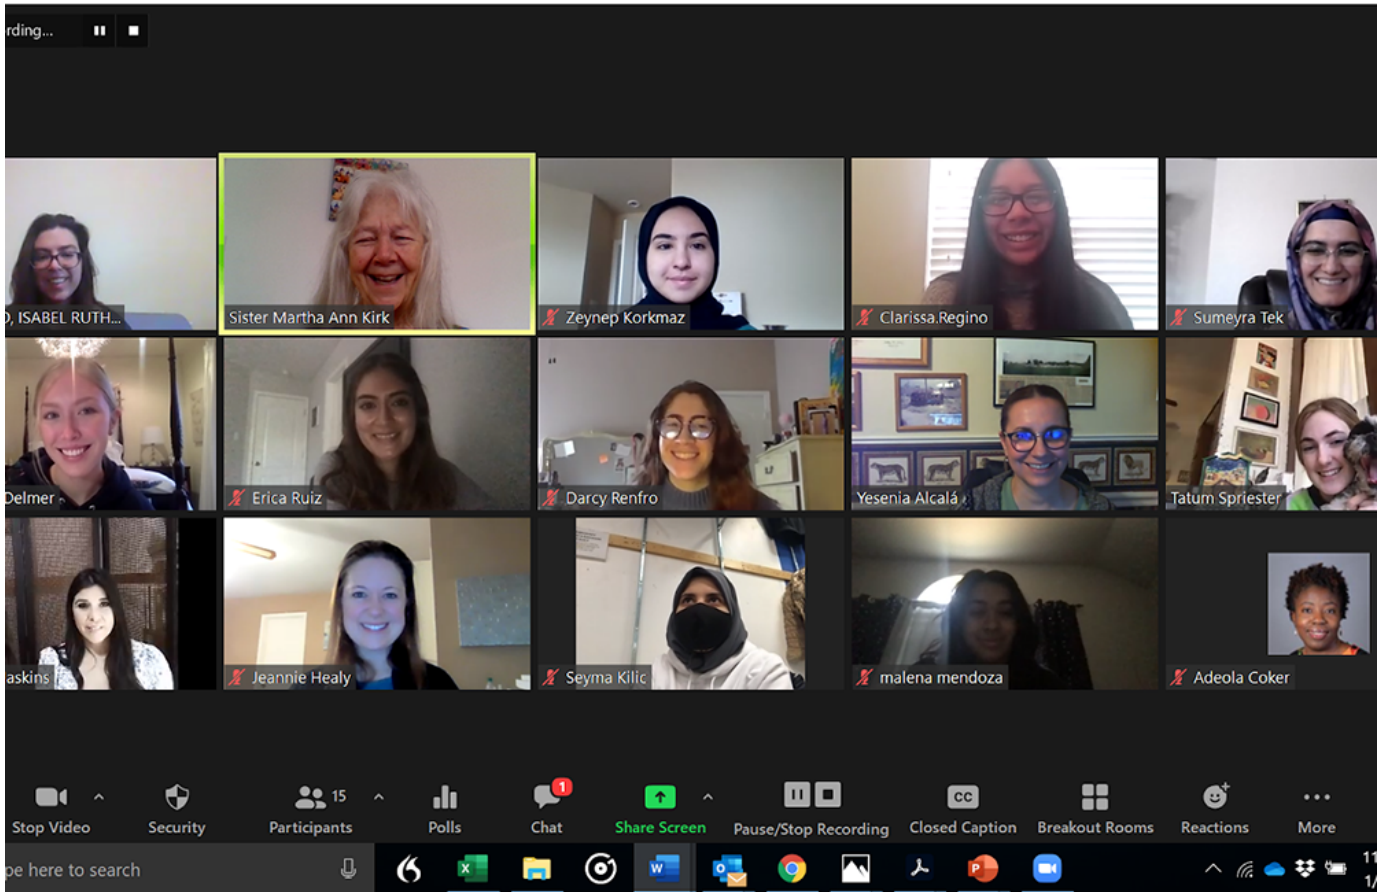 rding...
O, ISABEL RUTH...
Sister Martha Ann Kirk
Zeynep Korkmaz
Clarissa.Regino
Sumeyra Tek
Delmer
Erica Ruiz
Darcy Renfro
Yesenia Alcalá
Tatum Spriester
askins
Jeannie Healy
Seyma Kilic
malena mendoza
Adeola Coker
15
1
Stop Video
Security
Participants
Polls
Chat
Share Screen
Pause/Stop Recording
CC
Closed Caption
Breakout Rooms
Reactions
More
pe here to search
11
1/